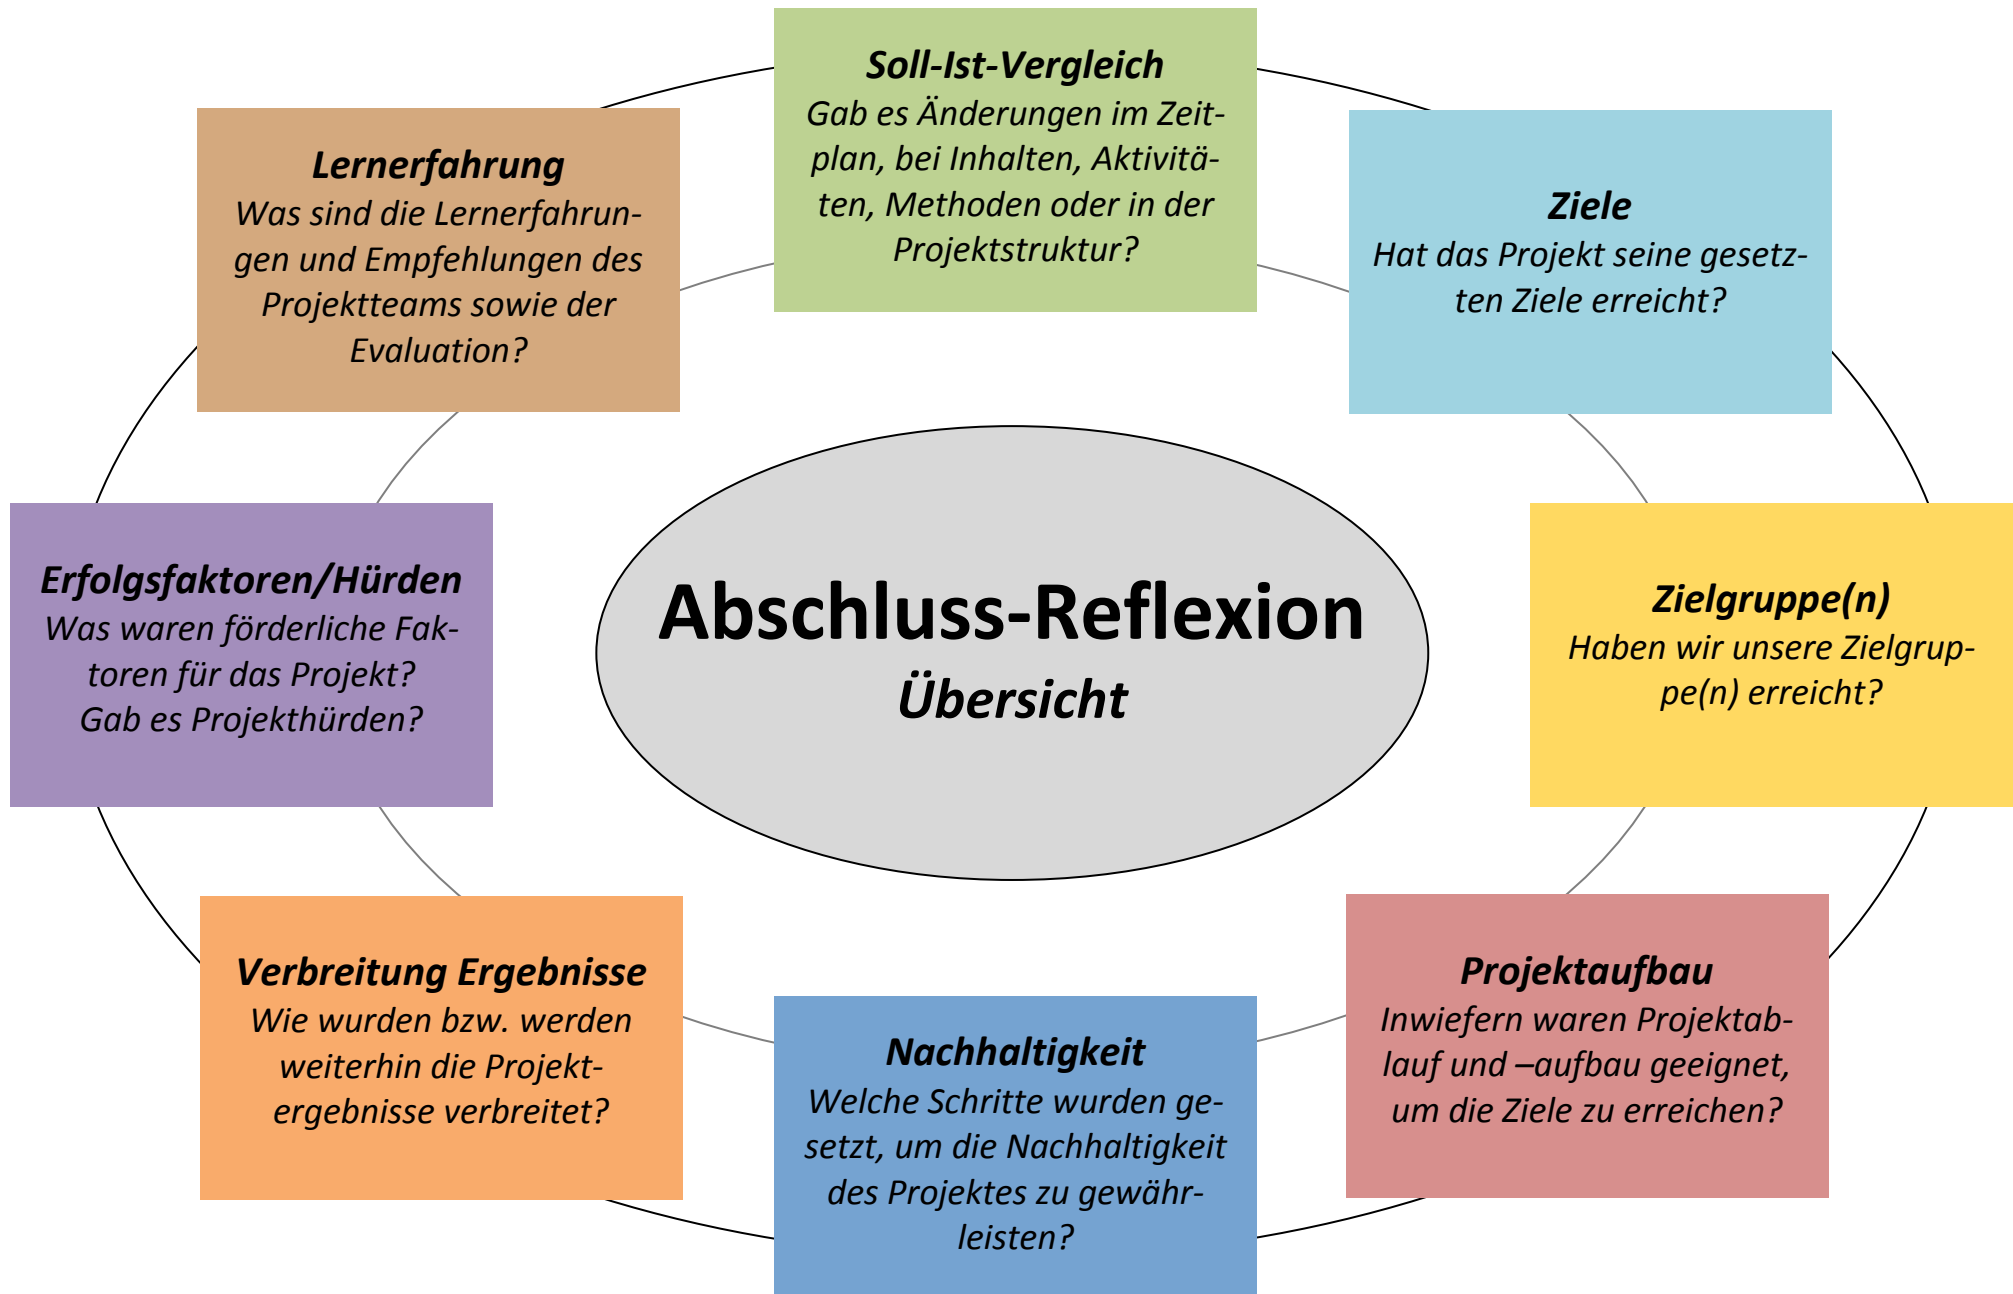 Soll-Ist-Vergleich
Gab es Änderungen im Zeit-
plan, bei Inhalten, Aktivitä-
ten, Methoden oder in der
Projektstruktur?
Lernerfahrung
Was sind die Lernerfahrun-
gen und Empfehlungen des
Projektteams sowie der
Evaluation?
Ziele
Hat das Projekt seine gesetz-
ten Ziele erreicht?
Erfolgsfaktoren/Hürden
Was waren förderliche Fak-
toren für das Projekt?
Gab es Projekthürden?
Abschluss-Reflexion
Übersicht
Zielgruppe(n)
Haben wir unsere Zielgrup-
pe(n) erreicht?
Verbreitung Ergebnisse
Wie wurden bzw. werden
weiterhin die Projekt-
ergebnisse verbreitet?
Nachhaltigkeit
Welche Schritte wurden ge-
setzt, um die Nachhaltigkeit
des Projektes zu gewähr-
leisten?
Projektaufbau
Inwiefern waren Projektab-
lauf und –aufbau geeignet,
um die Ziele zu erreichen?